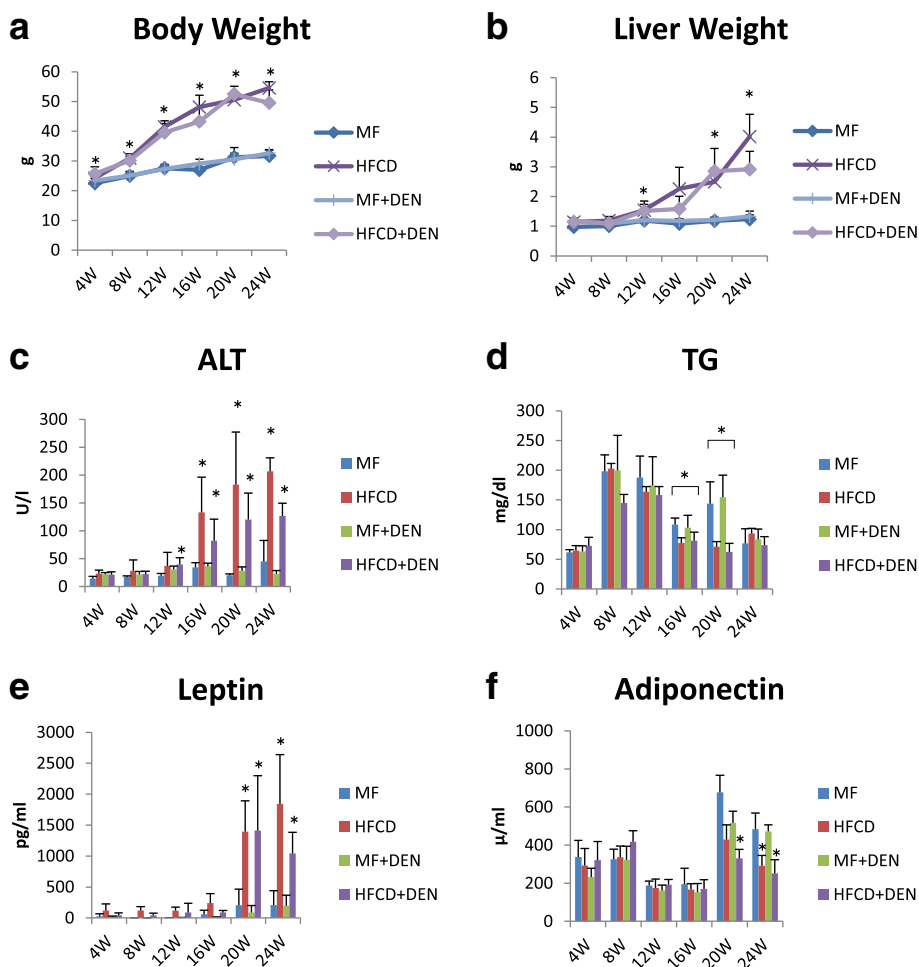 a Body Weight
60
50
40
30
20
10
0
g
* * * * * *
4W 8W 12W 16W 20W 24W
MF
HFCD
MF+DEN
HFCD+DEN
b Liver Weight
6
5
4
3
2
1
0
g
* * *
4W 8W 12W 16W 20W 24W
MF
HFCD
MF+DEN
HFCD+DEN
c ALT
300
250
200
150
100
50
0
U/l
* * * * * * *
4W 8W 12W 16W 20W 24W
MF
HFCD
MF+DEN
HFCD+DEN
d TG
300
250
200
150
100
50
0
mg/dl
* *
4W 8W 12W 16W 20W 24W
MF
HFCD
MF+DEN
HFCD+DEN
e Leptin
3000
2500
2000
1500
1000
500
0
pg/ml
* * * *
4W 8W 12W 16W 20W 24W
MF
HFCD
MF+DEN
HFCD+DEN
f Adiponectin
1000
800
600
400
200
0
μ/ml
* * *
4W 8W 12W 16W 20W 24W
MF
HFCD
MF+DEN
HFCD+DEN